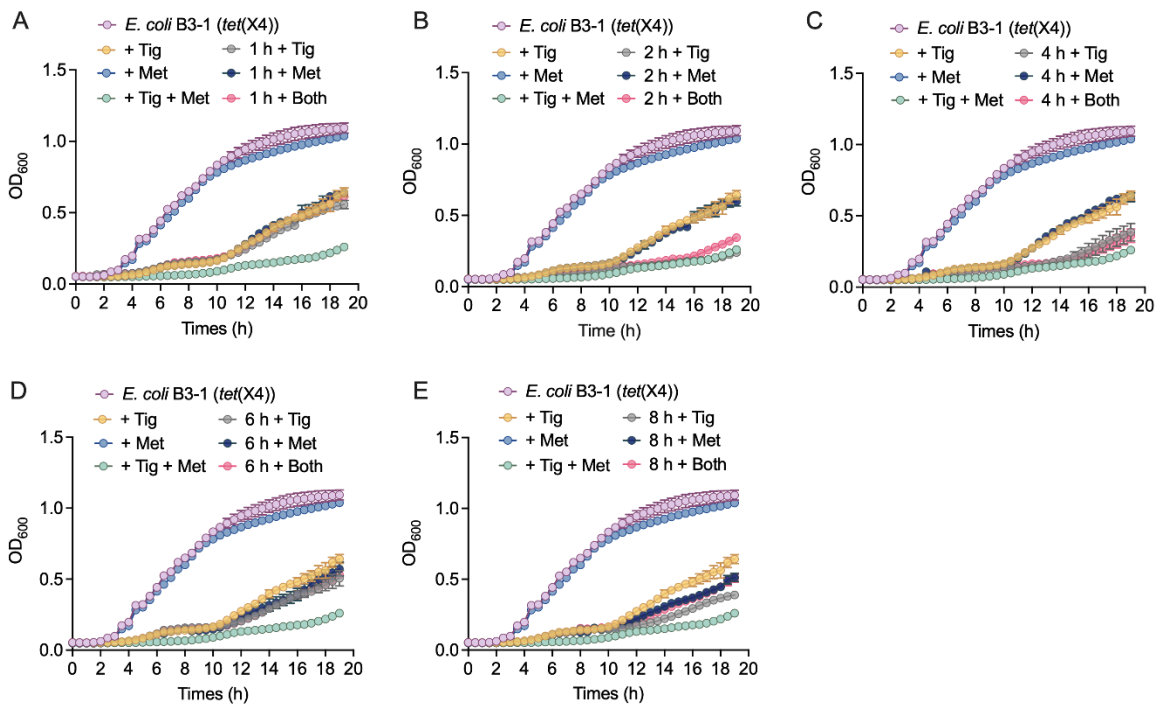 A
E. coli B3-1 (tet(X4))
+ Tig
1 h + Tig
+ Met
1 h + Met
+ Tig + Met
1 h + Both
1.5
1.0
0.5
0.0
OD600
0 2 4 6 8 10 12 14 16 18 20
Times (h)
B
E. coli B3-1 (tet(X4))
+ Tig
2 h + Tig
+ Met
2 h + Met
+ Tig + Met
2 h + Both
1.5
1.0
0.5
0.0
OD600
0 2 4 6 8 10 12 14 16 18 20
Time (h)
C
E. coli B3-1 (tet(X4))
+ Tig
4 h + Tig
+ Met
4 h + Met
+ Tig + Met
4 h + Both
1.5
1.0
0.5
0.0
OD600
0 2 4 6 8 10 12 14 16 18 20
Times (h)
D
E. coli B3-1 (tet(X4))
+ Tig
6 h + Tig
+ Met
6 h + Met
+ Tig + Met
6 h + Both
1.5
1.0
0.5
0.0
OD600
0 2 4 6 8 10 12 14 16 18 20
Times (h)
E
E. coli B3-1 (tet(X4))
+ Tig
8 h + Tig
+ Met
8 h + Met
+ Tig + Met
8 h + Both
1.5
1.0
0.5
0.0
OD600
0 2 4 6 8 10 12 14 16 18 20
Times (h)